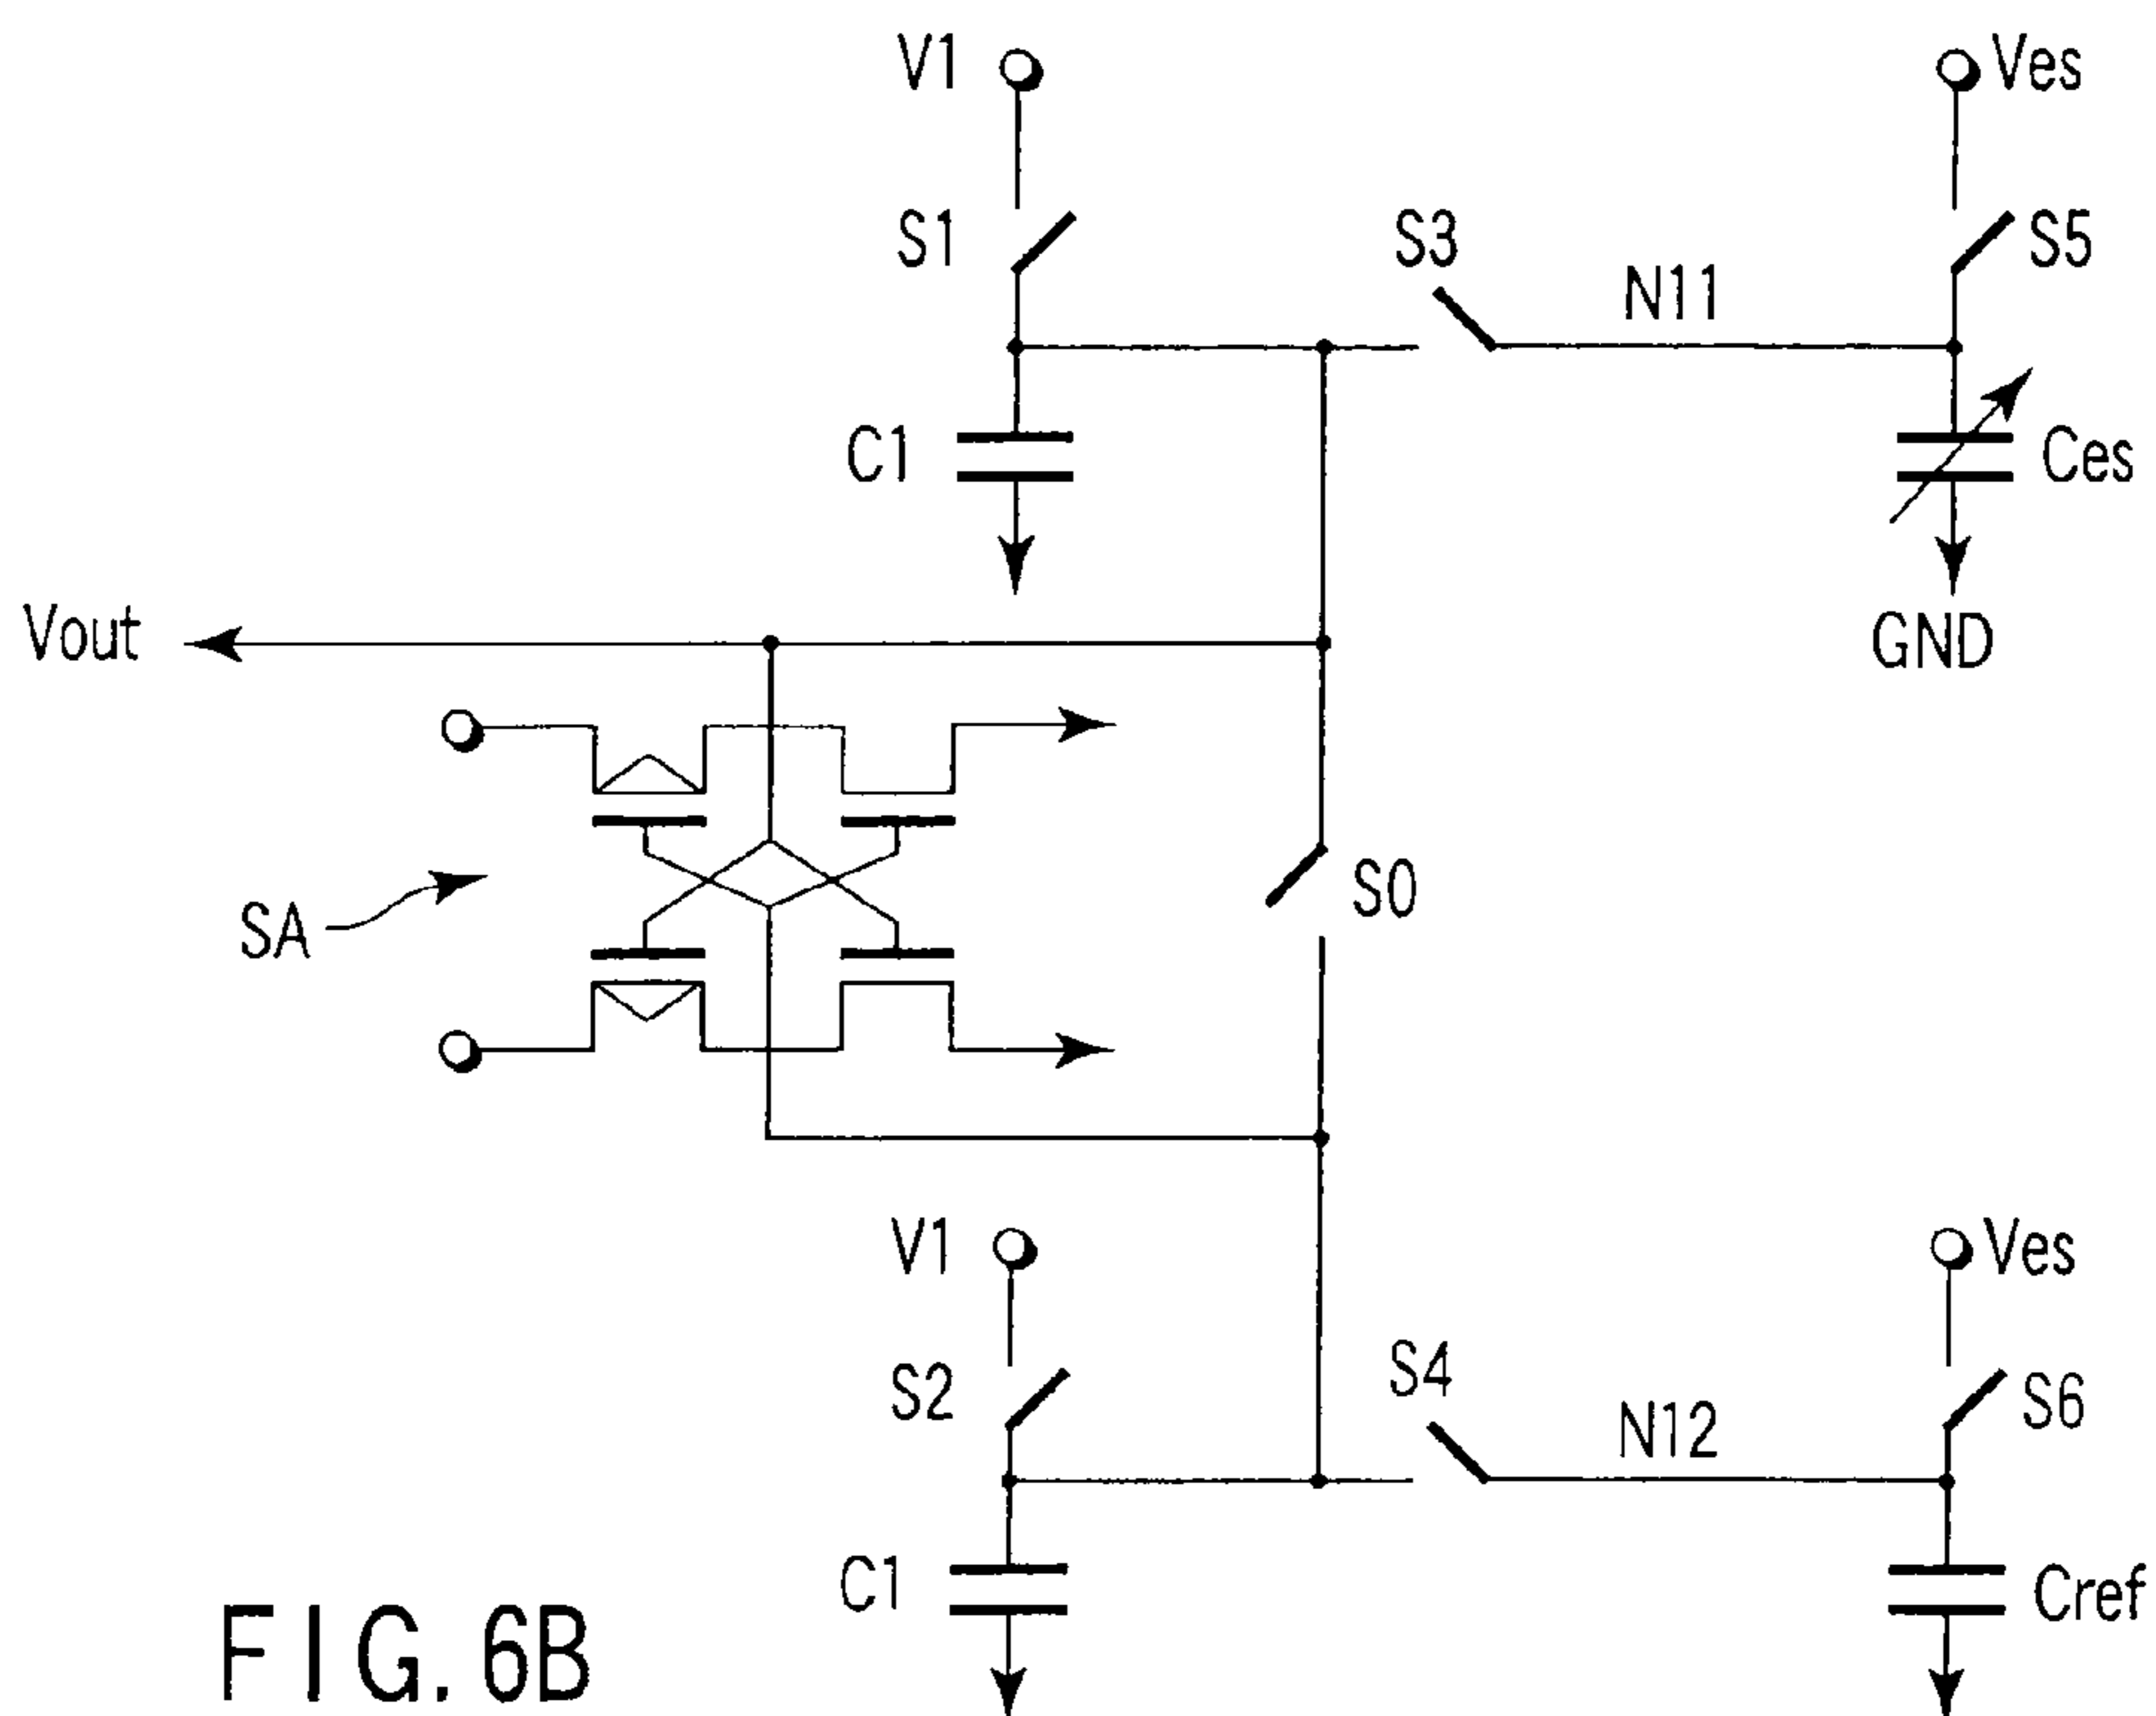 V1
Ves
S1
S3
S5
N11
C1
Ces
Vout
GND
S0
SA
V1
Ves
S2
S4
S6
N12
C1
Cref
FIG. 6B